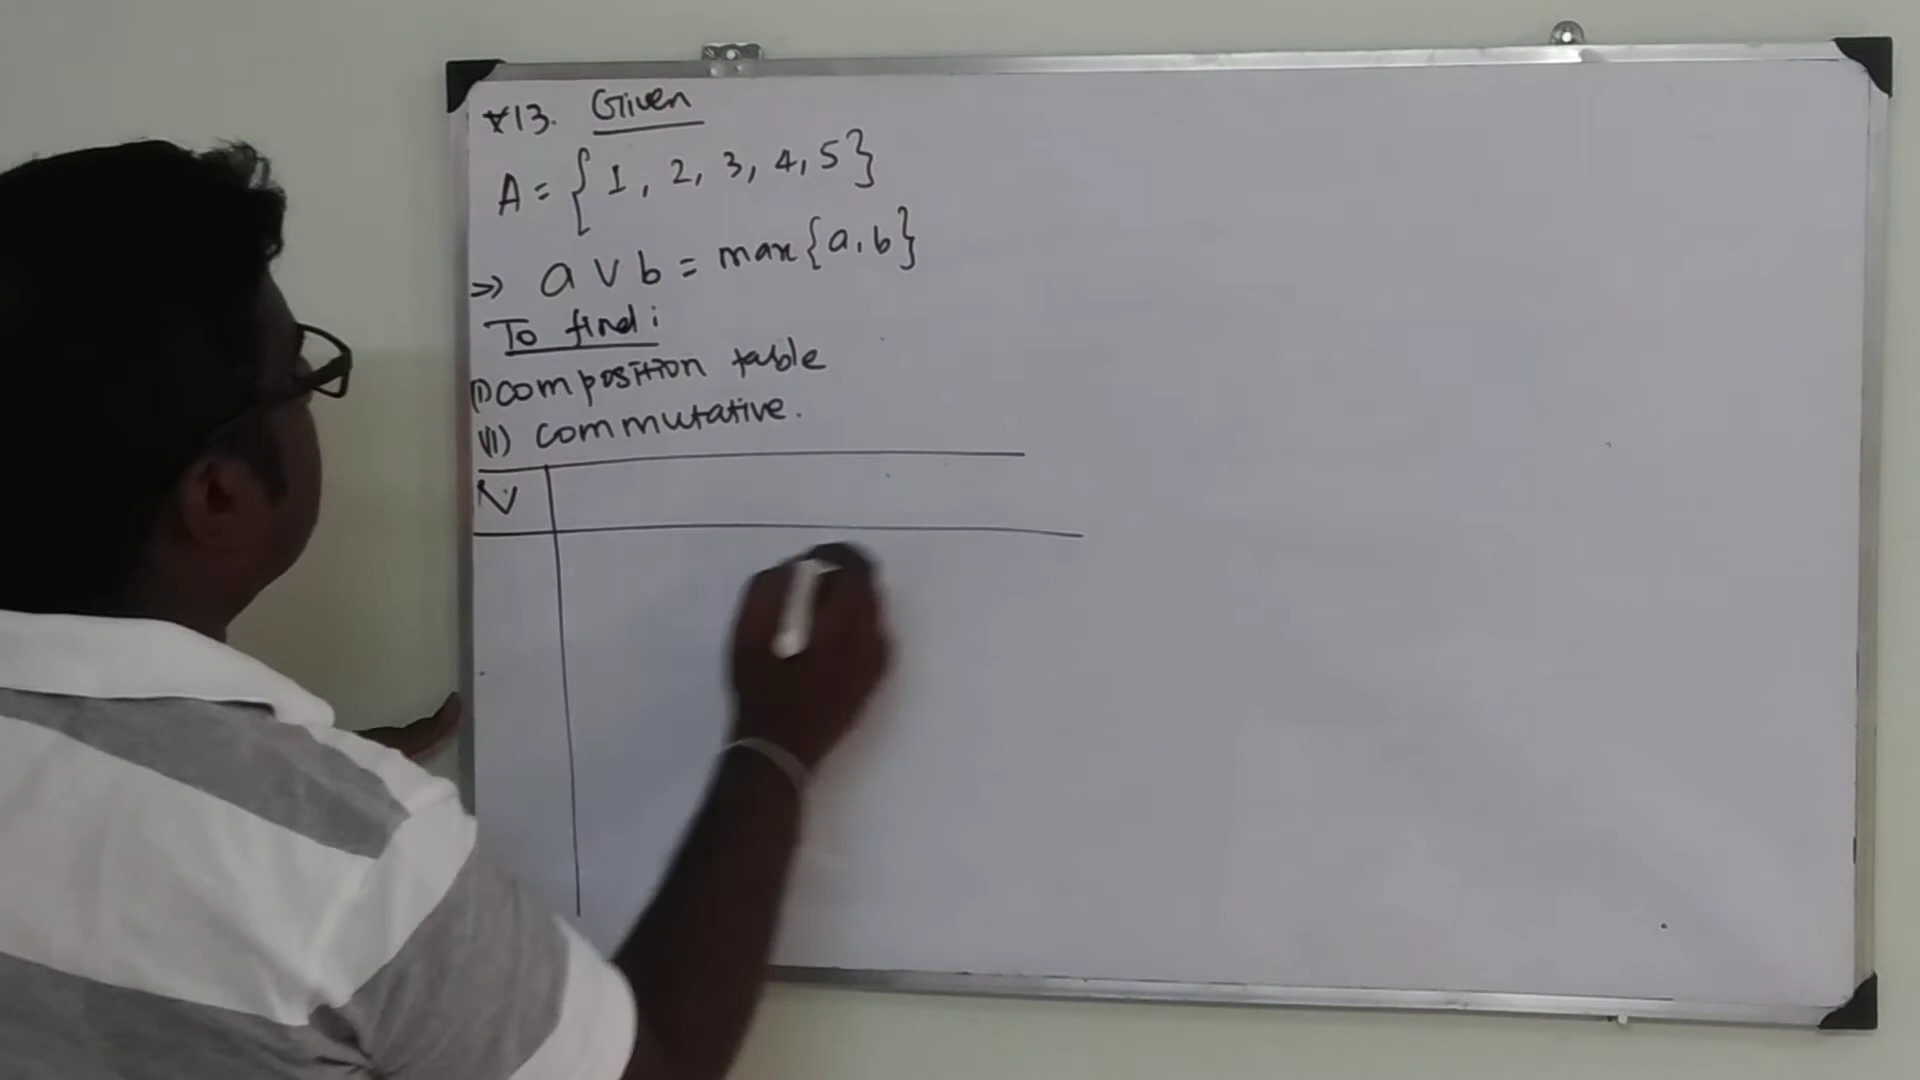 *13. Given
A = {1, 2, 3, 4, 5}
=> a ∨ b = max{a, b}
To find:
i) composition table
ii) commutative.
∨